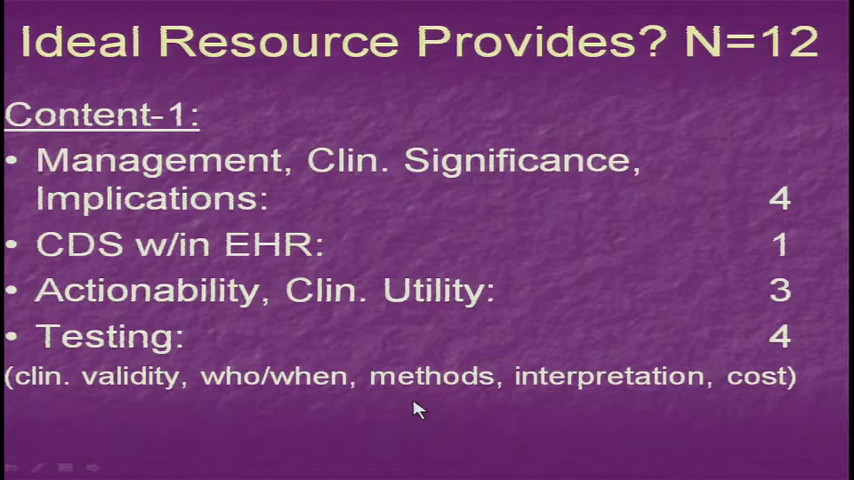 Ideal Resource Provides? N=12
Content-1:
• Management, Clin. Significance,
Implications: 4
• CDS w/in EHR: 1
• Actionability, Clin. Utility: 3
• Testing: 4
(clin. validity, who/when, methods, interpretation, cost)